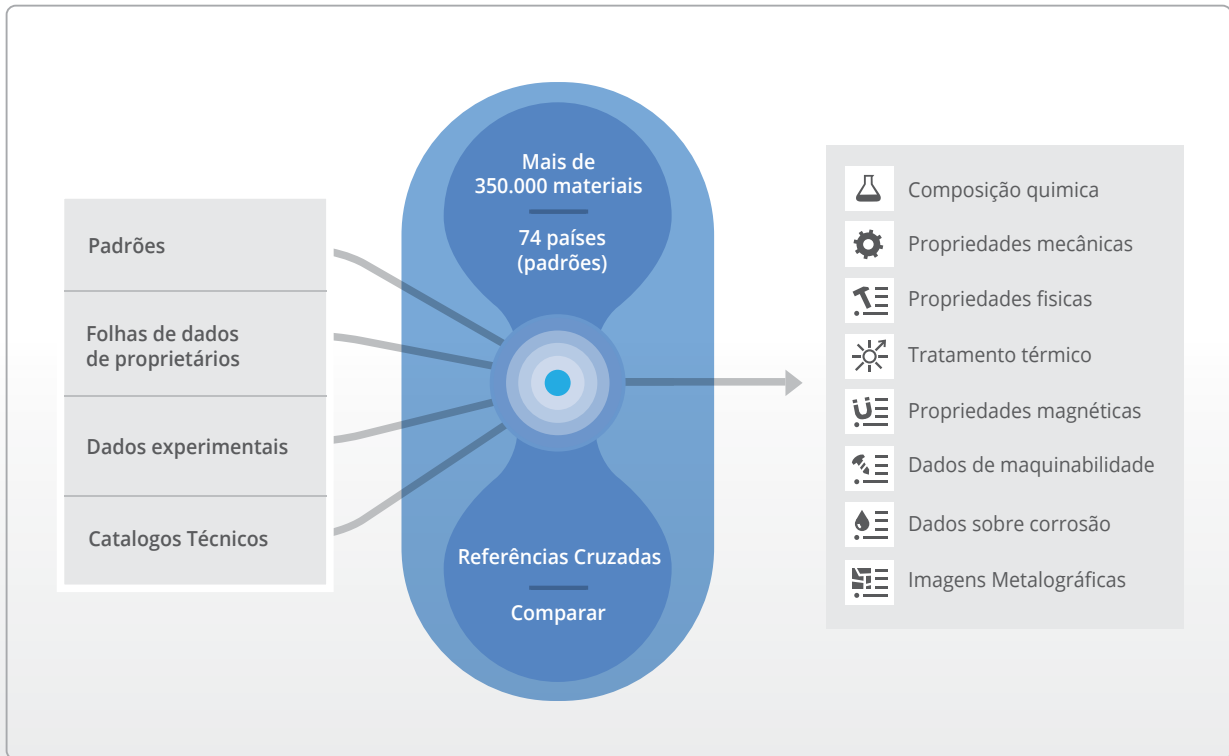 Padrões
Folhas de dados
de proprietários
Dados experimentais
Catalogos Técnicos
Mais de
350.000 materiais
74 países
(padrões)
Referências Cruzadas
Comparar
Composição quimica
Propriedades mecânicas
Propriedades fisicas
Tratamento térmico
Propriedades magnéticas
Dados de maquinabilidade
Dados sobre corrosão
Imagens Metalográficas